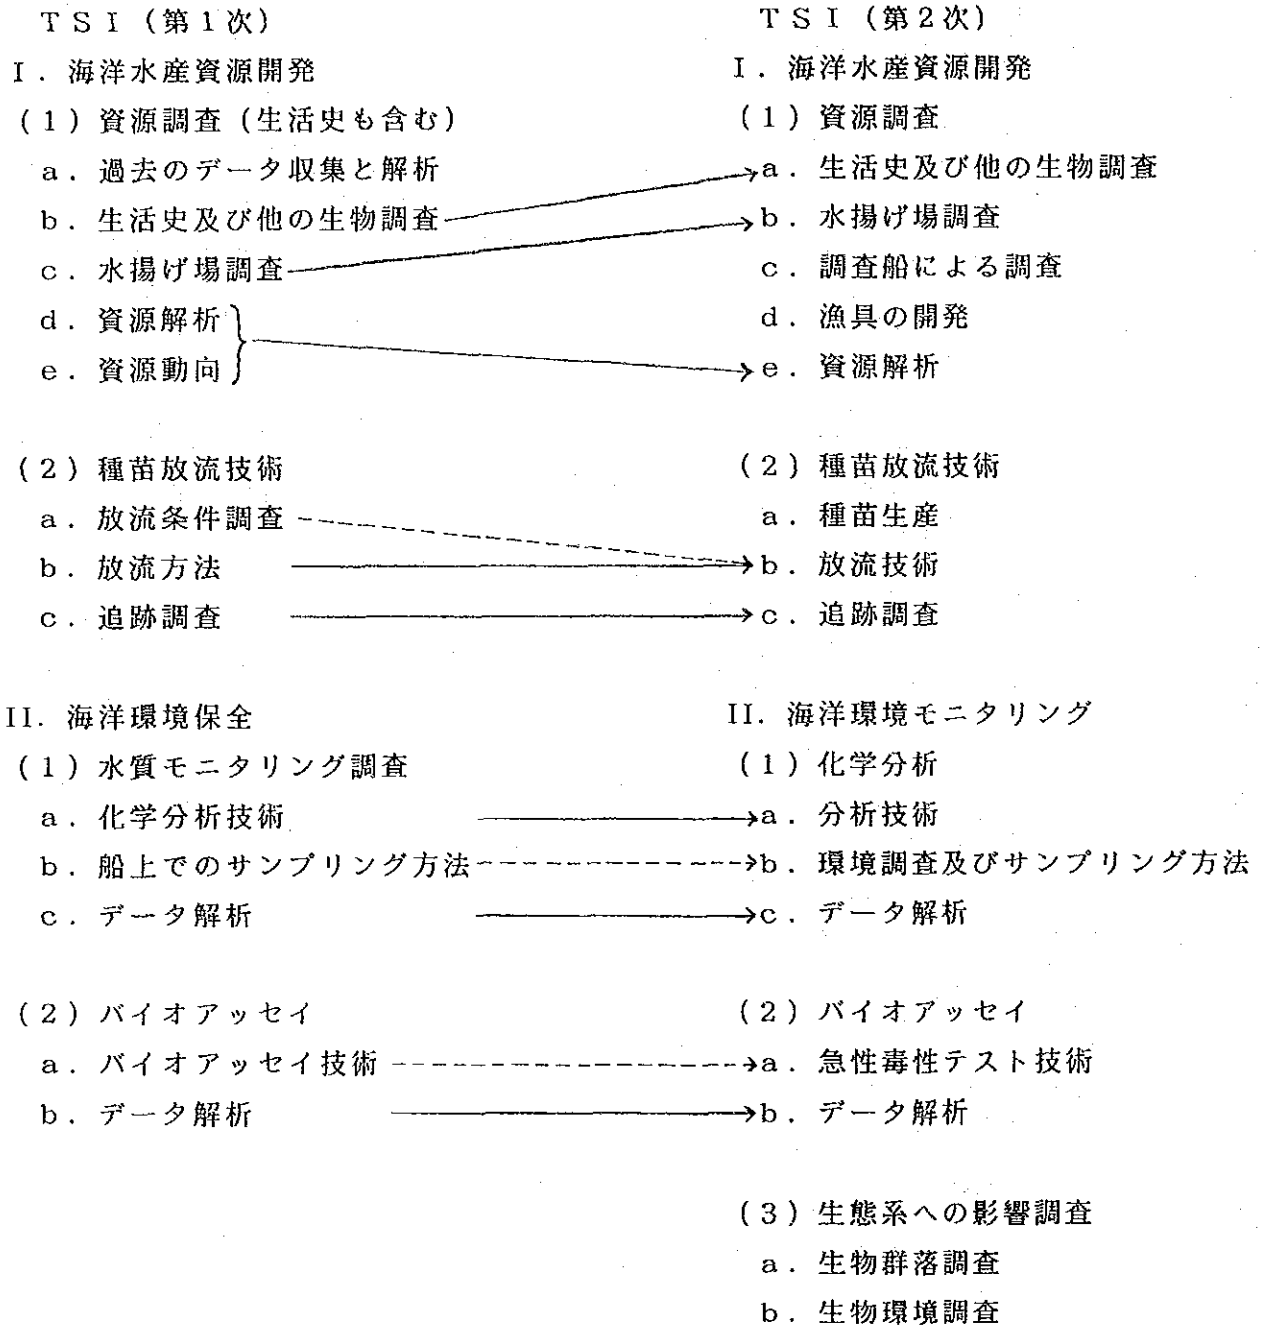 TSI（第1次）
I．海洋水産資源開発
(1) 資源調査（生活史も含む）
a．過去のデータ収集と解析
b．生活史及び他の生物調査
c．水揚げ場調査
d．資源解析
e．資源動向
(2) 種苗放流技術
a．放流条件調査
b．放流方法
c．追跡調査
II．海洋環境保全
(1) 水質モニタリング調査
a．化学分析技術
b．船上でのサンプリング方法
c．データ解析
(2) バイオアッセイ
a．バイオアッセイ技術
b．データ解析
TSI（第2次）
I．海洋水産資源開発
(1) 資源調査
a．生活史及び他の生物調査
b．水揚げ場調査
c．調査船による調査
d．漁具の開発
e．資源解析
(2) 種苗放流技術
a．種苗生産
b．放流技術
c．追跡調査
II．海洋環境モニタリング
(1) 化学分析
a．分析技術
b．環境調査及びサンプリング方法
c．データ解析
(2) バイオアッセイ
a．急性毒性テスト技術
b．データ解析
(3) 生態系への影響調査
a．生物群落調査
b．生物環境調査